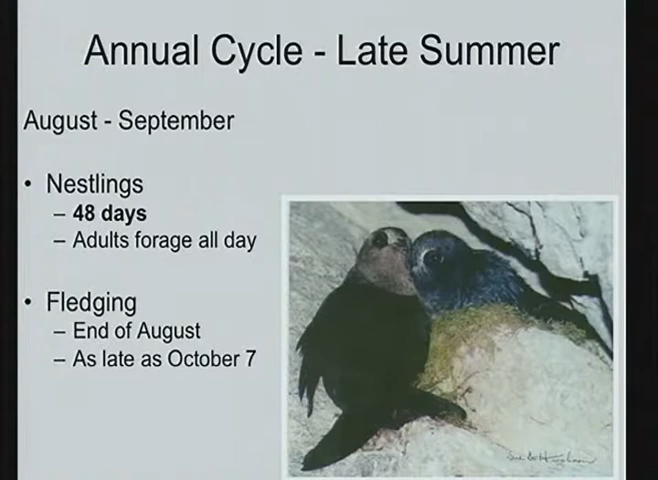 Annual Cycle - Late Summer
August - September
• Nestlings
– 48 days
– Adults forage all day
• Fledging
– End of August
– As late as October 7